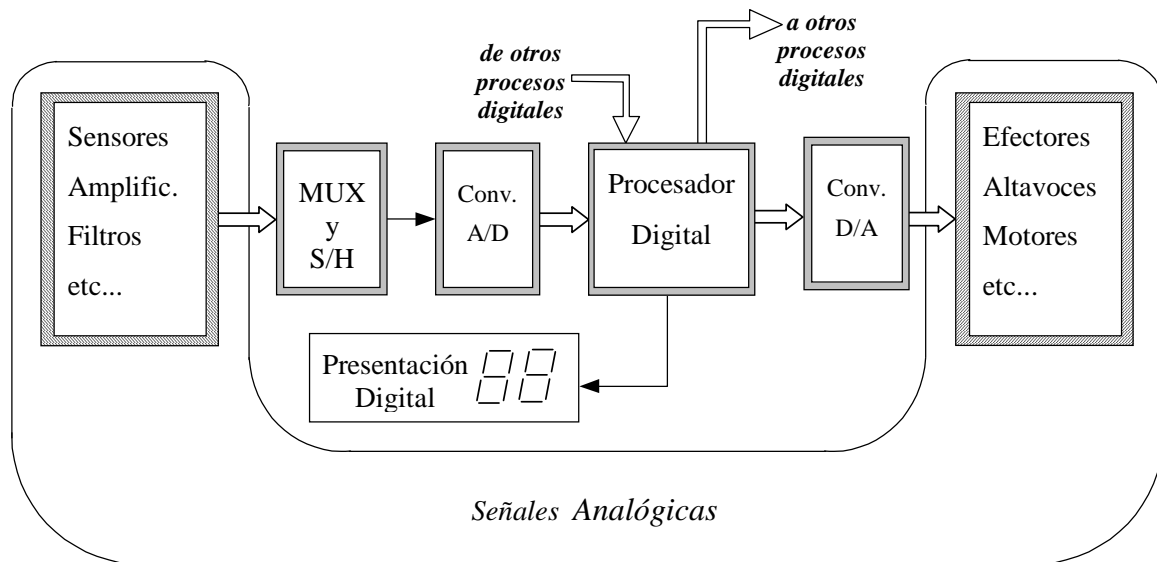 de otros
procesos
digitales
a otros
procesos
digitales
Sensores
Amplific.
Filtros
etc...
MUX
y
S/H
Conv.
A/D
Procesador
Digital
Conv.
D/A
Efectores
Altavoces
Motores
etc...
Presentación
Digital
88
Señales Analógicas